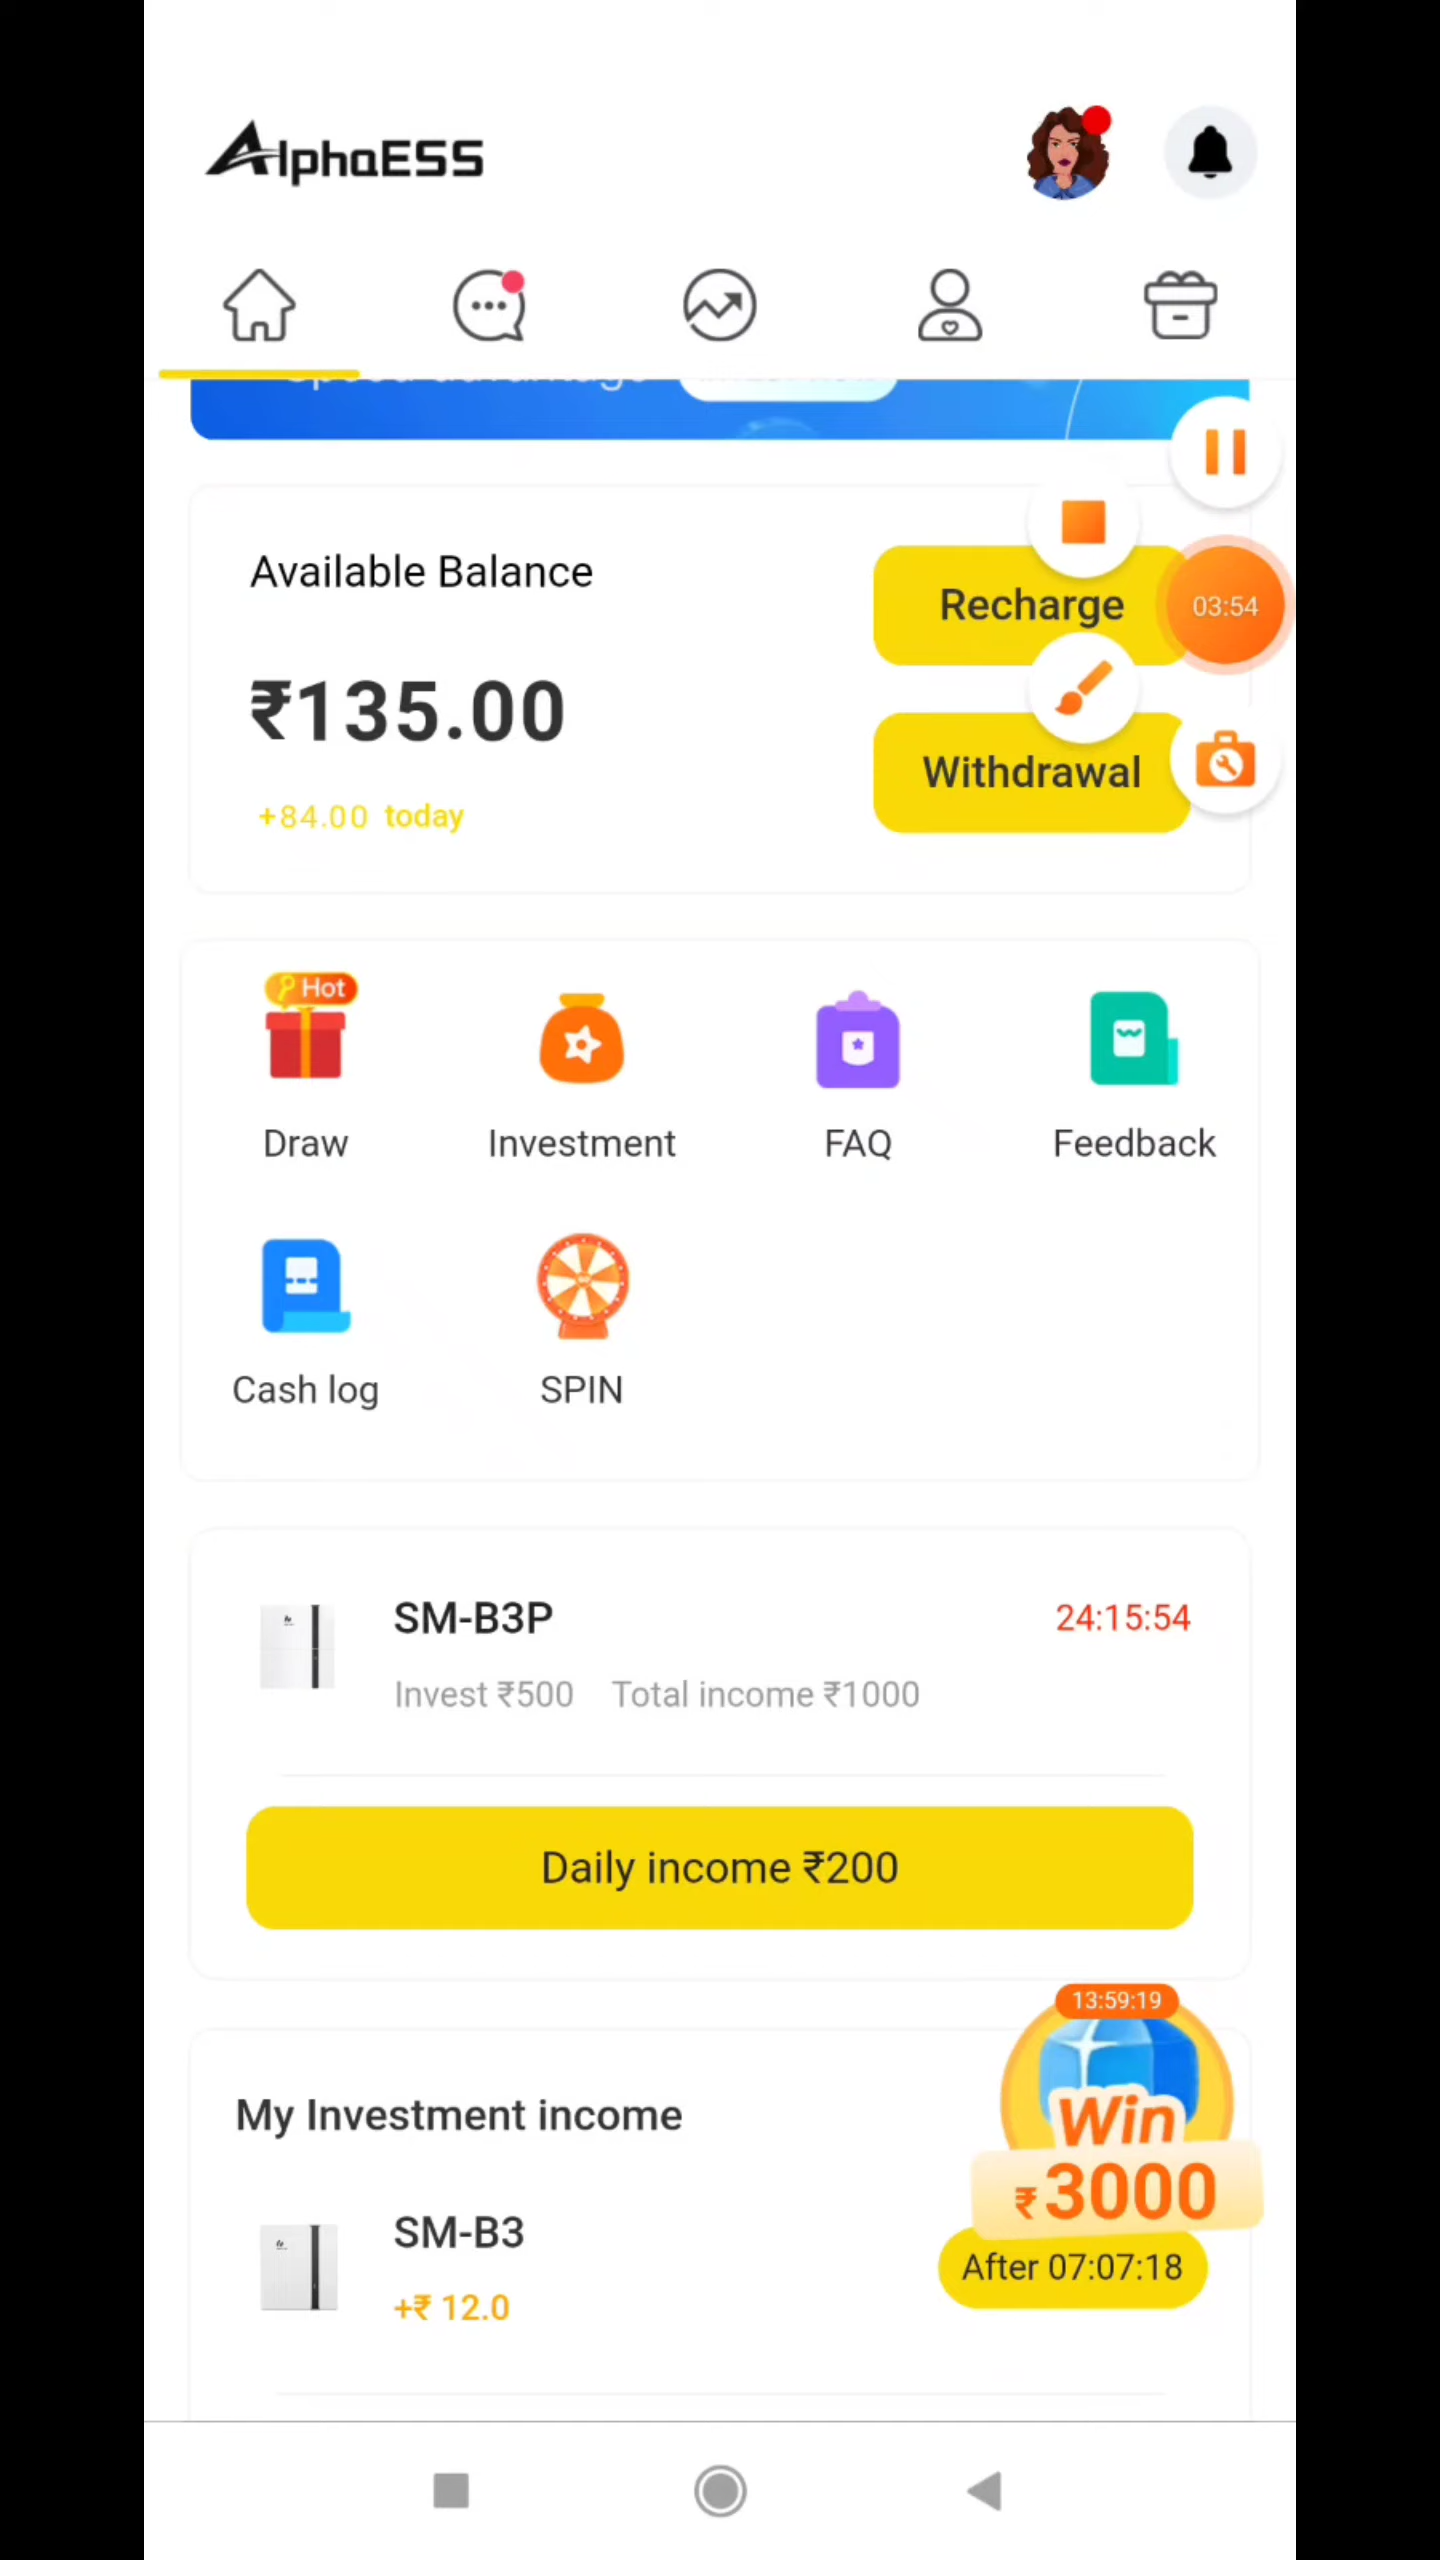 AlphaESS
Available Balance
Recharge
03:54
₹135.00
Withdrawal
+84.00 today
Hot
Draw
Investment
FAQ
Feedback
Cash log
SPIN
SM-B3P
24:15:54
Invest ₹500 Total income ₹1000
Daily income ₹200
13:59:19
My Investment income
Win
₹3000
SM-B3
After 07:07:18
+₹ 12.0